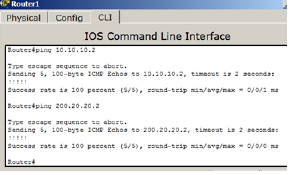 Router1
Physical Config CLI
IOS Command Line Interface
Router#ping 10.10.10.2
Type escape sequence to abort.
Sending 5, 100-byte ICMP Echos to 10.10.10.2, timeout is 2 seconds:
!!!!!
Success rate is 100 percent (5/5), round-trip min/avg/max = 0/0/1 ms
Router#ping 200.20.20.2
Type escape sequence to abort.
Sending 5, 100-byte ICMP Echos to 200.20.20.2, timeout is 2 seconds:
!!!!!
Success rate is 100 percent (5/5), round-trip min/avg/max = 0/0/0 ms
Router#